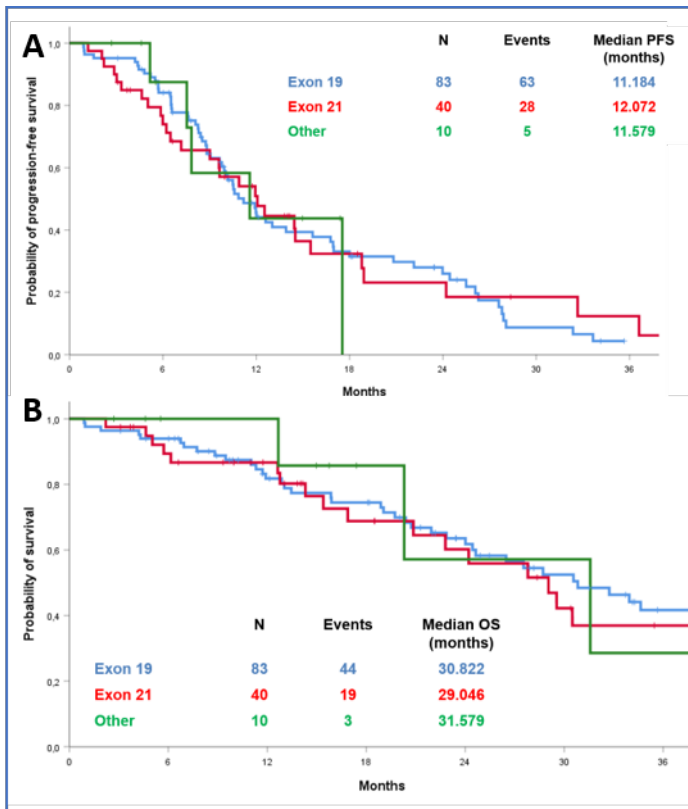 A
N Events Median PFS
(months)
Exon 19 83 63 11.184
Exon 21 40 28 12.072
Other 10 5 11.579
Probability of progression-free survival
1,0
0,8
0,6
0,4
0,2
0,0
0 6 12 18 24 30 36
Months
B
Probability of survival
1,0
0,8
0,6
0,4
0,2
0,0
N Events Median OS
(months)
Exon 19 83 44 30.822
Exon 21 40 19 29.046
Other 10 3 31.579
0 6 12 18 24 30 36
Months